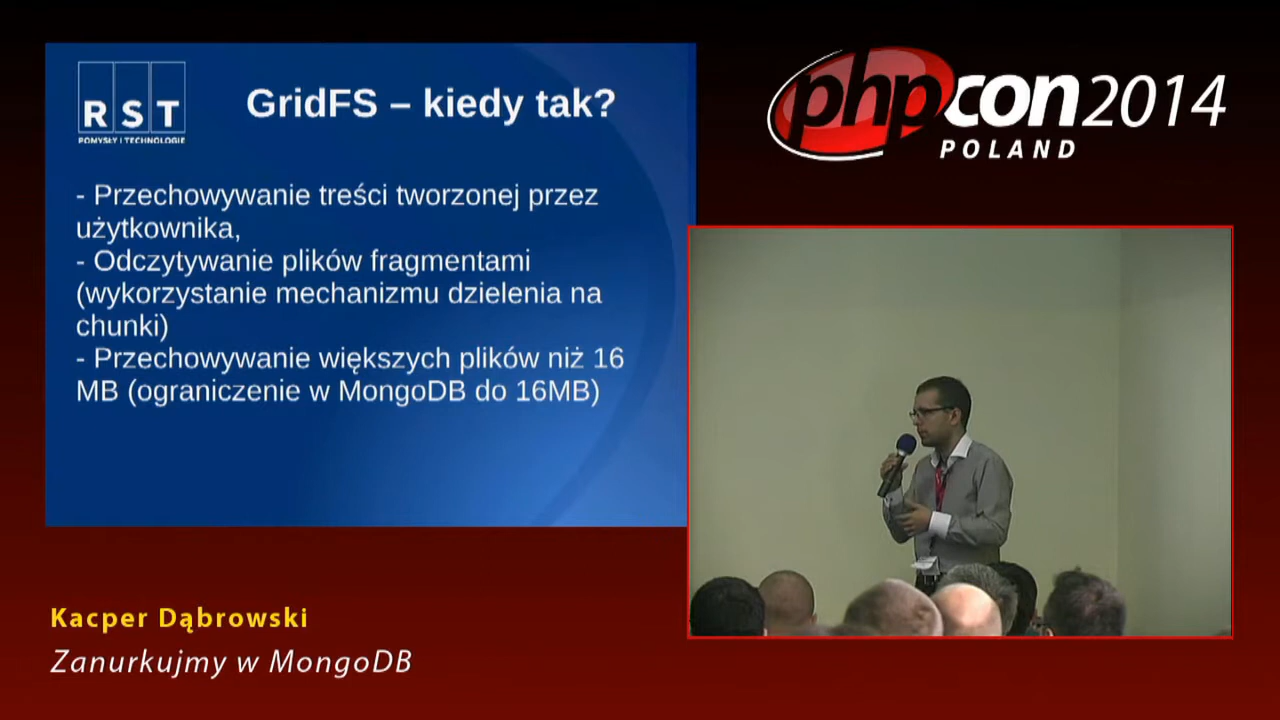 RST
POMYSŁY I TECHNOLOGIE
GridFS – kiedy tak?
- Przechowywanie treści tworzonej przez
użytkownika,
- Odczytywanie plików fragmentami
(wykorzystanie mechanizmu dzielenia na
chunki)
- Przechowywanie większych plików niż 16
MB (ograniczenie w MongoDB do 16MB)
phpcon2014
POLAND
Kacper Dąbrowski
Zanurkujmy w MongoDB